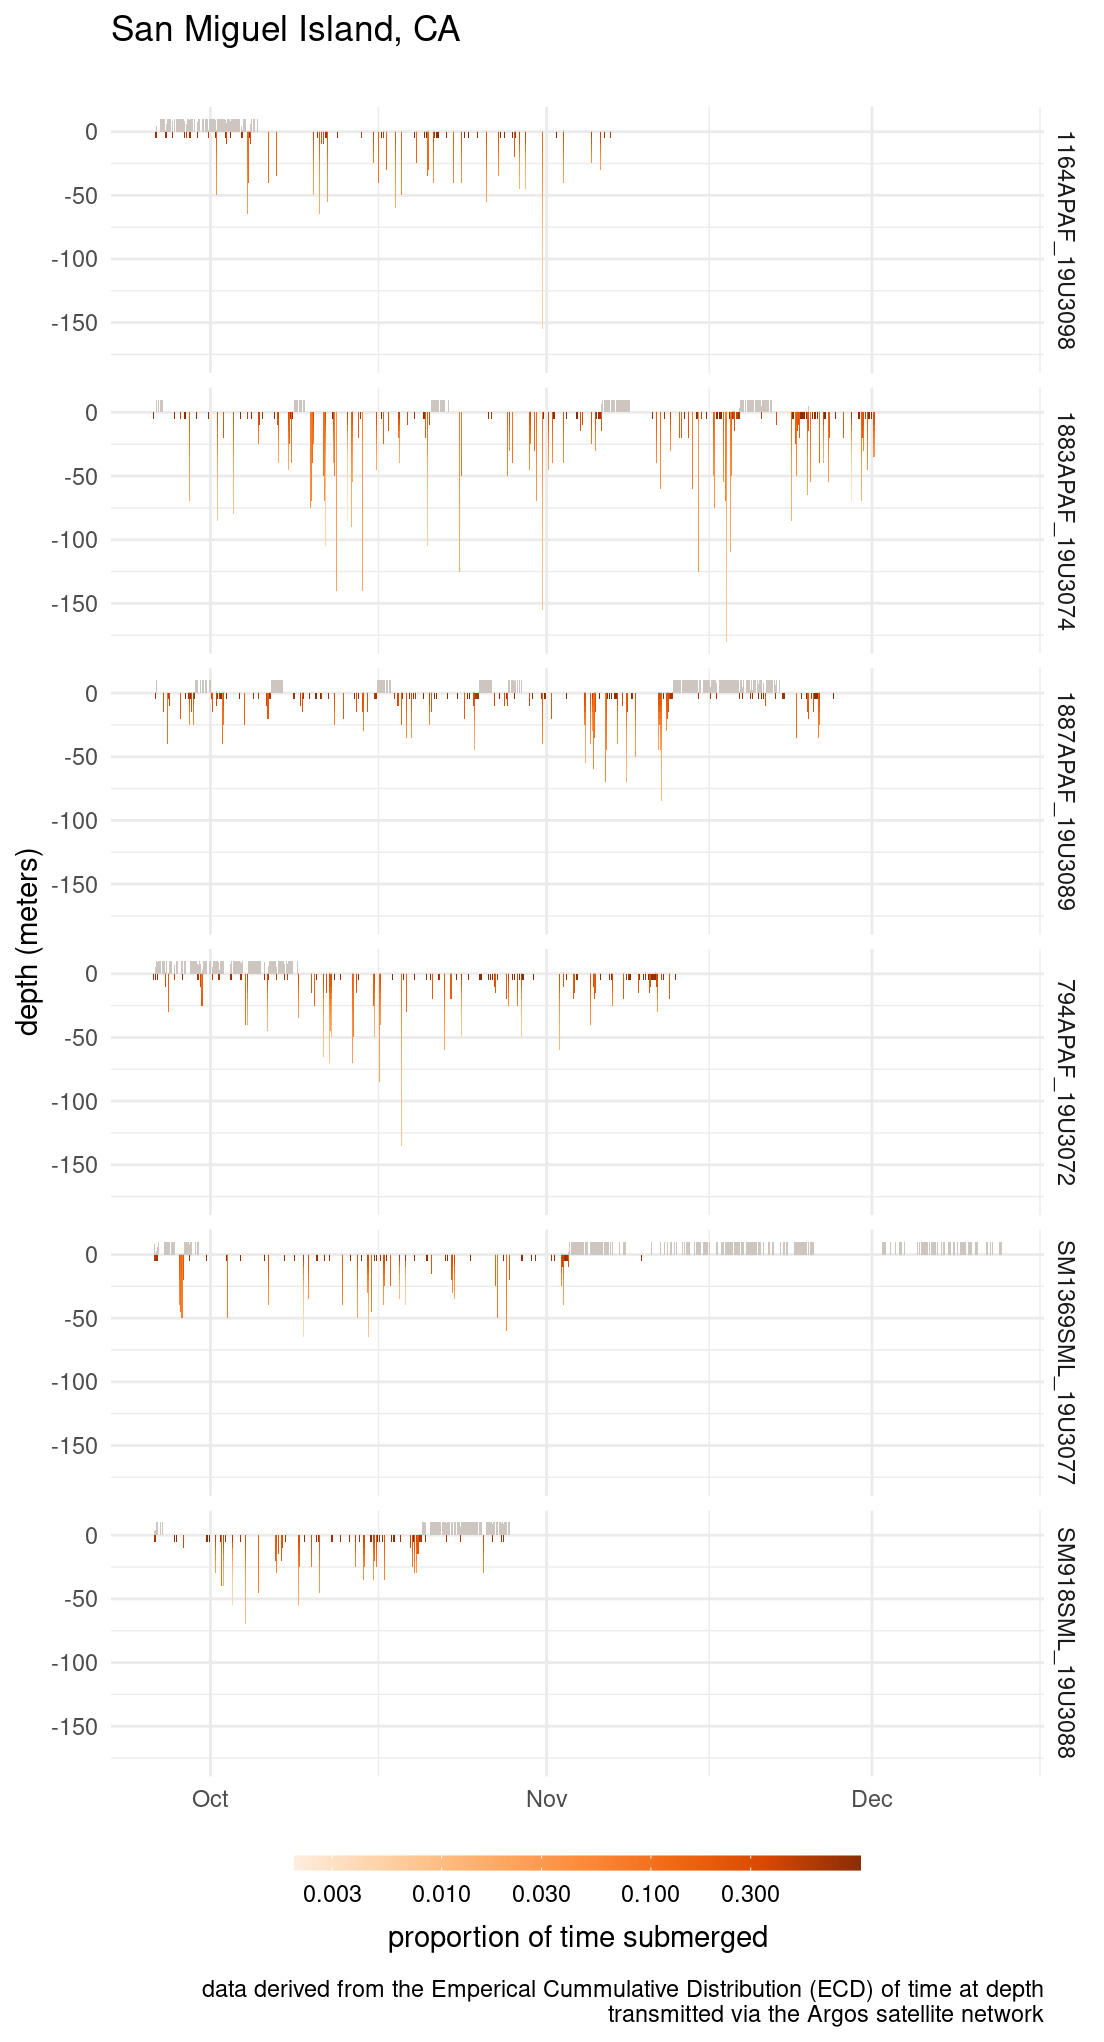 San Miguel Island, CA
0
-50
-100
-150
1164APAF_19U3098
0
-50
-100
-150
1883APAF_19U3074
0
-50
-100
-150
1887APAF_19U3089
depth (meters)
0
-50
-100
-150
794APAF_19U3072
0
-50
-100
-150
SM1369SML_19U3077
0
-50
-100
-150
SM918SML_19U3088
Oct Nov Dec
0.003 0.010 0.030 0.100 0.300
proportion of time submerged
data derived from the Emperical Cummulative Distribution (ECD) of time at depth
transmitted via the Argos satellite network